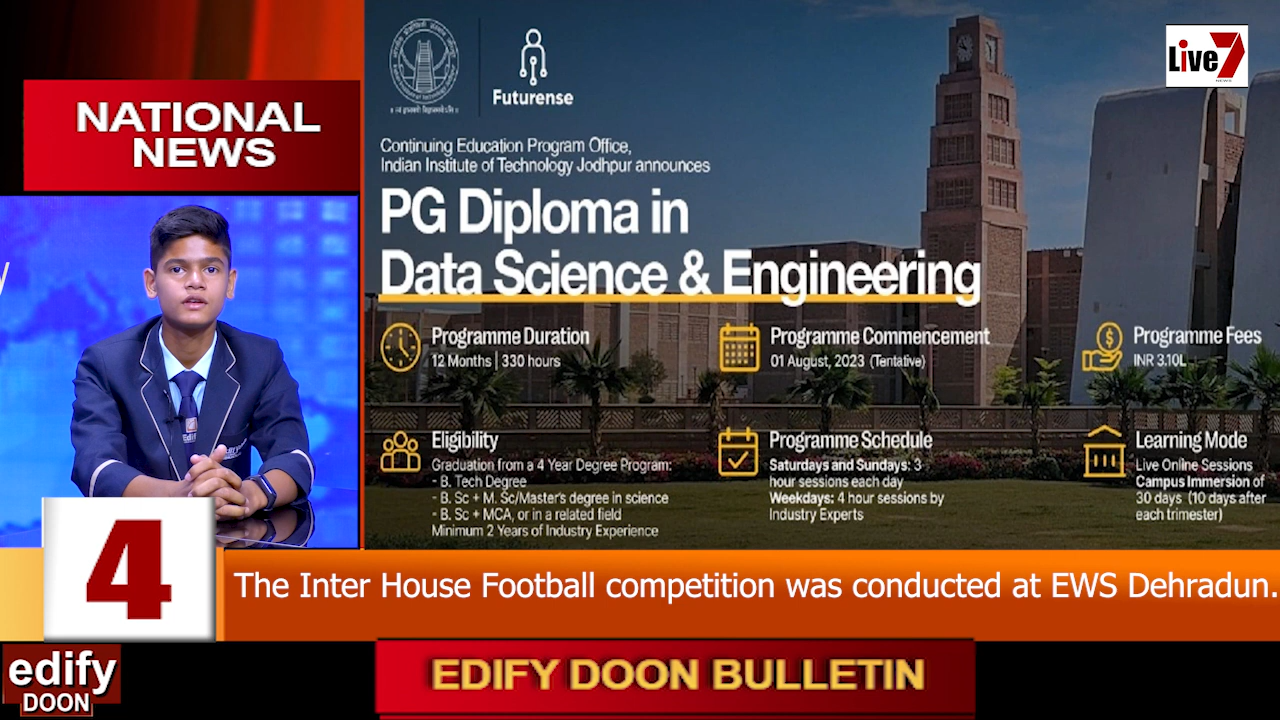 NATIONAL
NEWS
Live 7
NEWS
Futurense
Continuing Education Program Office,
Indian Institute of Technology Jodhpur announces
PG Diploma in
Data Science & Engineering
Programme Duration
12 Months | 330 hours
Programme Commencement
01 August, 2023 (Tentative)
Programme Fees
INR 3.10L
Eligibility
Graduation from a 4 Year Degree Program:
- B. Tech Degree
- B. Sc + M. Sc/Master's degree in science
- B. Sc + MCA, or in a related field
Minimum 2 Years of Industry Experience
Programme Schedule
Saturdays and Sundays: 3
hour sessions each day
Weekdays: 4 hour sessions by
Industry Experts
Learning Mode
Live Online Sessions
Campus Immersion of
30 days (10 days after
each trimester)
y
4
The Inter House Football competition was conducted at EWS Dehradun.
edify
DOON
EDIFY DOON BULLETIN